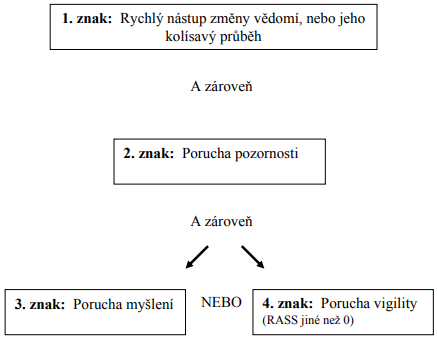 1. znak: Rychlý nástup změny vědomí, nebo jeho
kolísavý průběh
A zároveň
2. znak: Porucha pozornosti
A zároveň
3. znak: Porucha myšlení
NEBO
4. znak: Porucha vigility
(RASS jiné než 0)